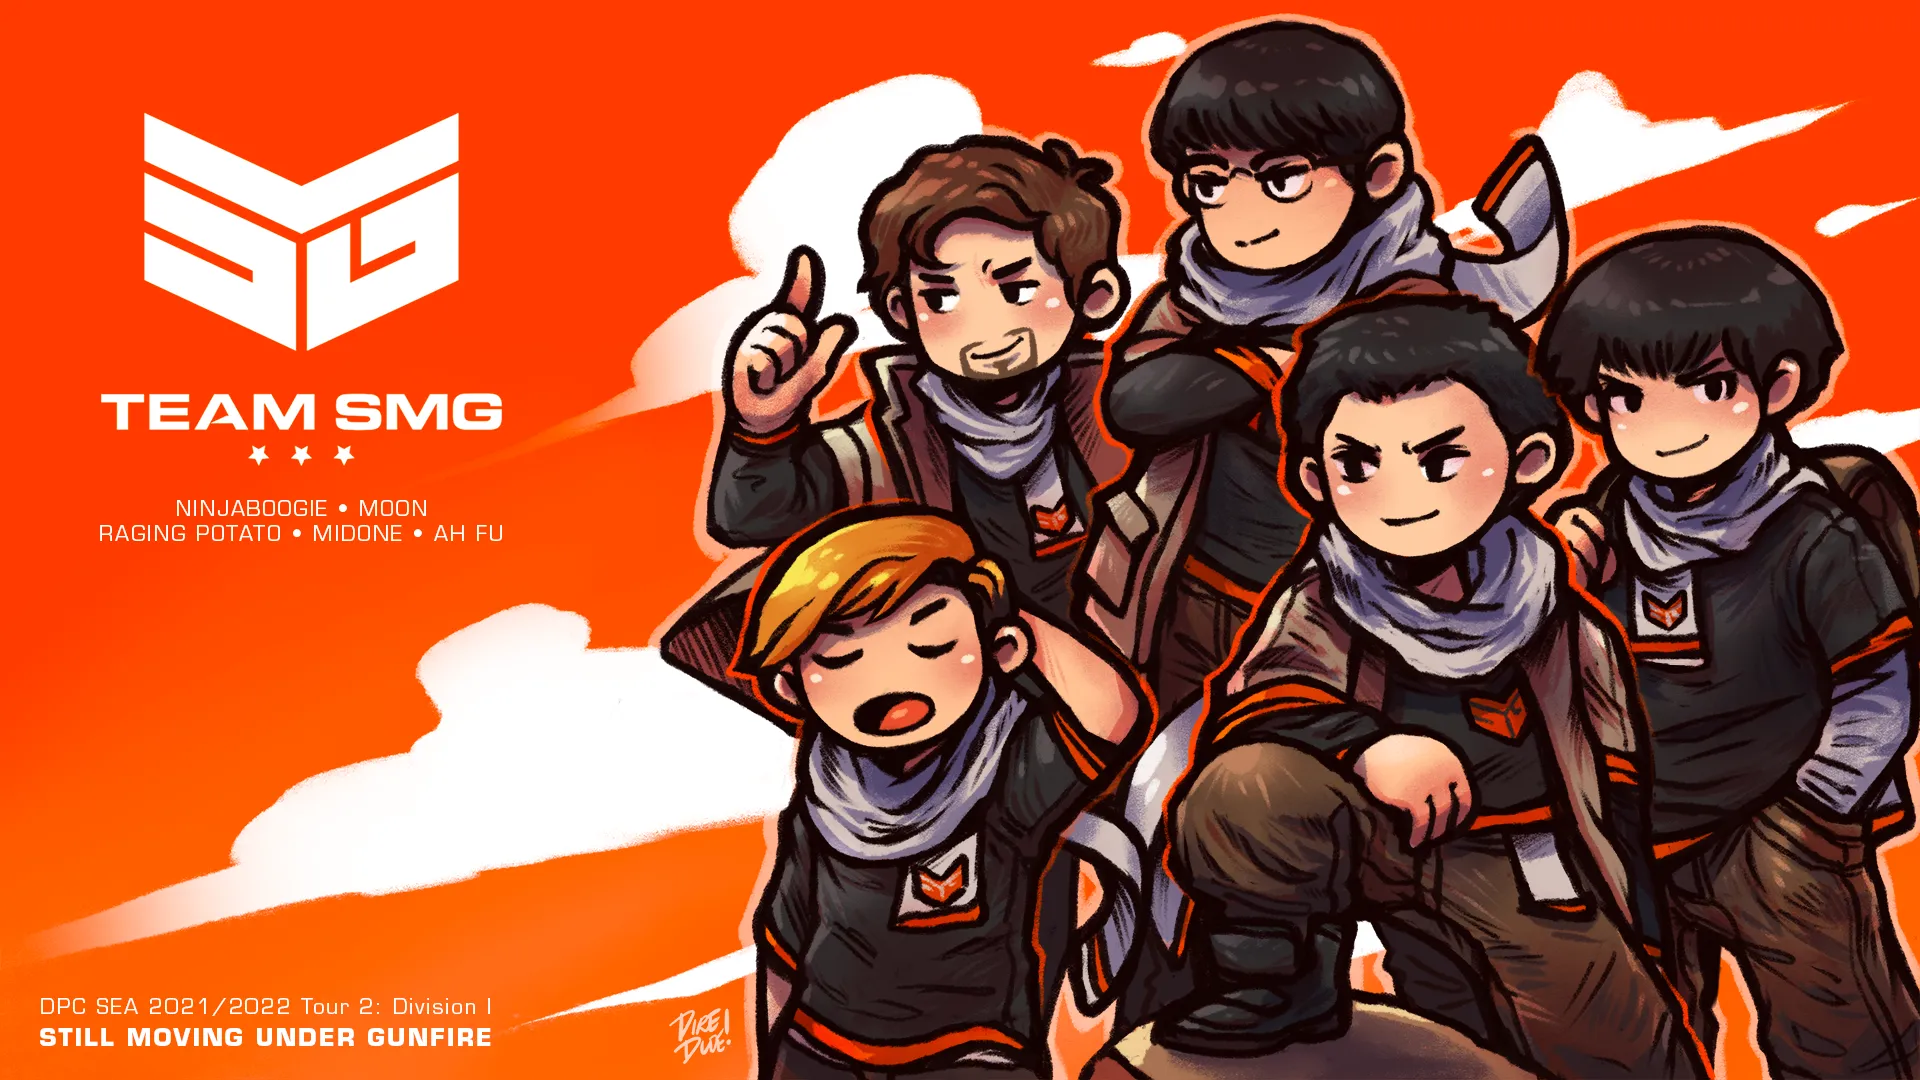 SMG
TEAM SMG
NINJABOOGIE • MOON
RAGING POTATO • MIDONE • AH FU
DPC SEA 2021/2022 Tour 2: Division I
STILL MOVING UNDER GUNFIRE
DIRE!
DUDE!